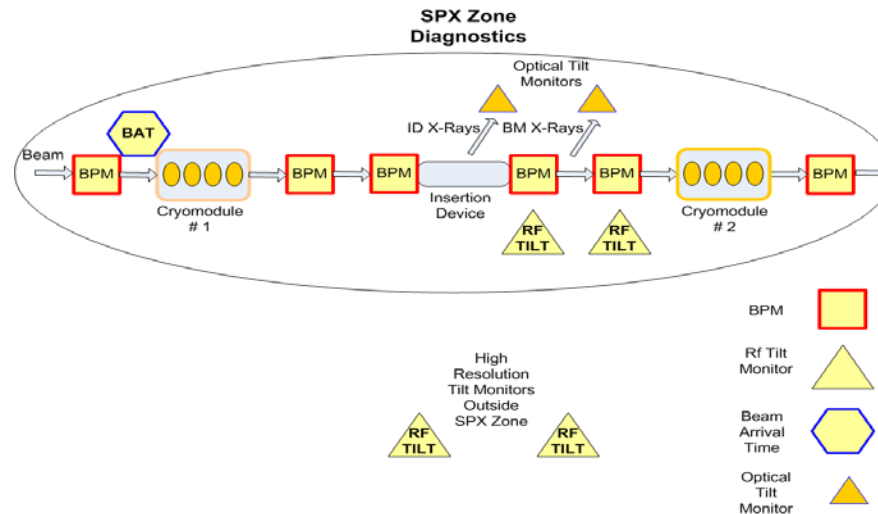 SPX Zone
Diagnostics
Optical Tilt
Monitors
ID X-Rays
BM X-Rays
BAT
Beam
BPM
BPM
BPM
BPM
BPM
BPM
Cryomodule
# 1
Insertion
Device
Cryomodule
# 2
RF
TILT
RF
TILT
High
Resolution
Tilt Monitors
Outside
SPX Zone
RF
TILT
RF
TILT
BPM
Rf Tilt
Monitor
Beam
Arrival
Time
Optical
Tilt
Monitor